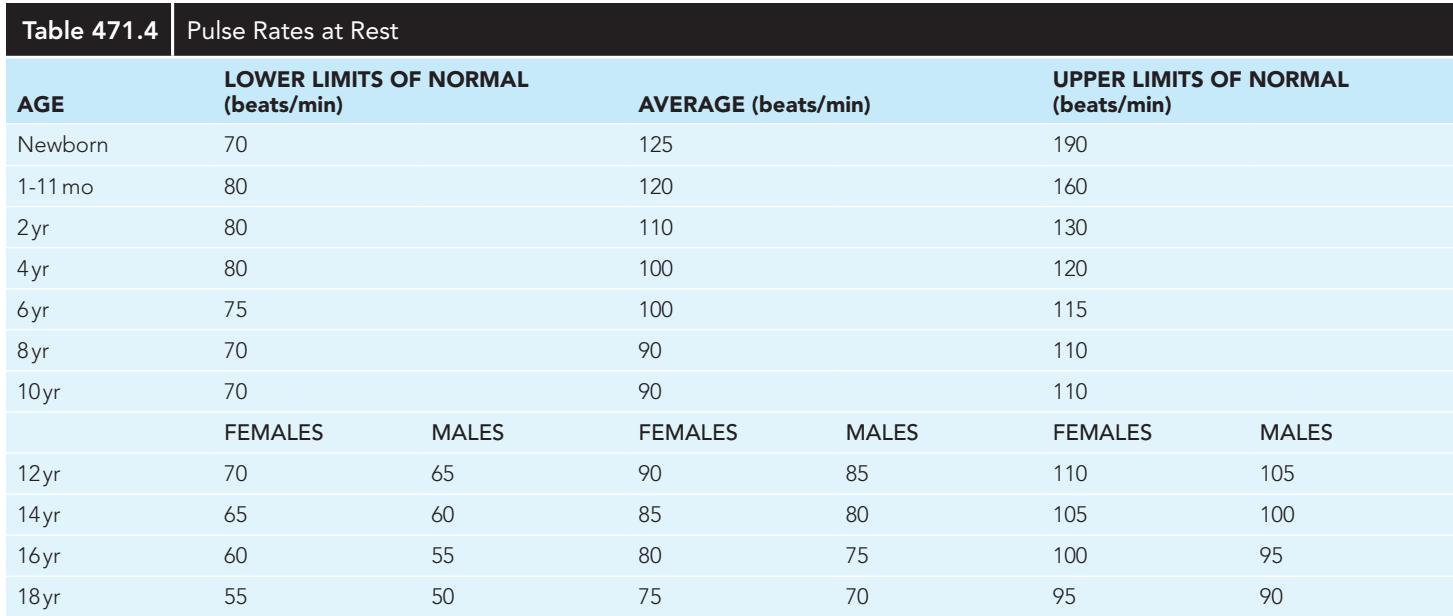 Table 471.4 Pulse Rates at Rest
AGE LOWER LIMITS OF NORMAL (beats/min) AVERAGE (beats/min) UPPER LIMITS OF NORMAL (beats/min)
Newborn 70 125 190
1-11 mo 80 120 160
2 yr 80 110 130
4 yr 80 100 120
6 yr 75 100 115
8 yr 70 90 110
10 yr 70 90 110
FEMALES MALES FEMALES MALES FEMALES MALES
12 yr 70 65 90 85 110 105
14 yr 65 60 85 80 105 100
16 yr 60 55 80 75 100 95
18 yr 55 50 75 70 95 90